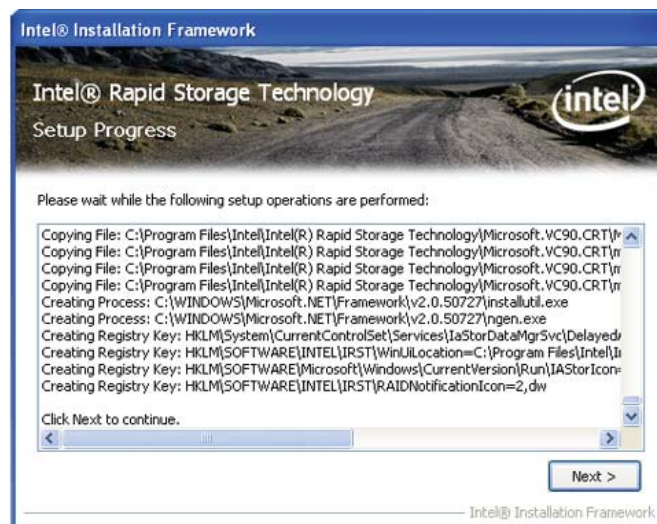 Intel® Installation Framework
Intel® Rapid Storage Technology
intel
Setup Progress
Please wait while the following setup operations are performed:
Copying File: C:\Program Files\Intel\Intel(R) Rapid Storage Technology\Microsoft.VC90.CRT\M
Copying File: C:\Program Files\Intel\Intel(R) Rapid Storage Technology\Microsoft.VC90.CRT\m
Copying File: C:\Program Files\Intel\Intel(R) Rapid Storage Technology\Microsoft.VC90.CRT\m
Copying File: C:\Program Files\Intel\Intel(R) Rapid Storage Technology\Microsoft.VC90.CRT\m
Creating Process: C:\WINDOWS\Microsoft.NET\Framework\v2.0.50727\installutil.exe
Creating Process: C:\WINDOWS\Microsoft.NET\Framework\v2.0.50727\ngen.exe
Creating Registry Key: HKLM\System\CurrentControlSet\Services\IaStorDataMgrSvc\DelayedA
Creating Registry Key: HKLM\SOFTWARE\INTEL\IRST\WinUiLocation=C:\Program Files\Intel\I
Creating Registry Key: HKLM\SOFTWARE\Microsoft\Windows\CurrentVersion\Run\IAStorIcon=
Creating Registry Key: HKLM\SOFTWARE\INTEL\IRST\RAIDNotificationIcon=2,dw
Click Next to continue.
Next >
Intel® Installation Framework